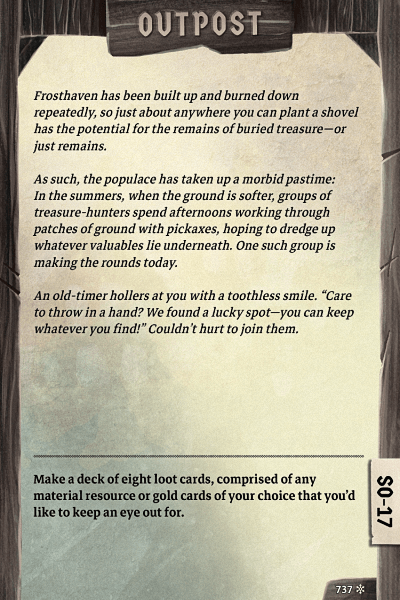 OUTPOST
Frosthaven has been built up and burned down
repeatedly, so just about anywhere you can plant a shovel
has the potential for the remains of buried treasure—or
just remains.
As such, the populace has taken up a morbid pastime:
In the summers, when the ground is softer, groups of
treasure-hunters spend afternoons working through
patches of ground with pickaxes, hoping to dredge up
whatever valuables lie underneath. One such group is
making the rounds today.
An old-timer hollers at you with a toothless smile. “Care
to throw in a hand? We found a lucky spot—you can keep
whatever you find!” Couldn’t hurt to join them.
Make a deck of eight loot cards, comprised of any
material resource or gold cards of your choice that you’d
like to keep an eye out for.
SO-17
737